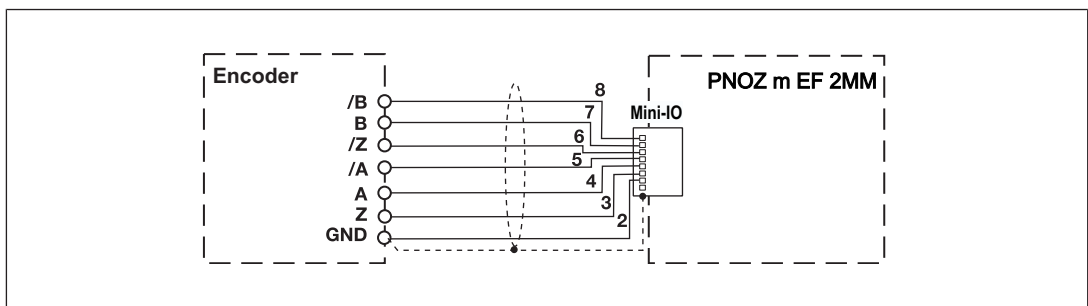 Encoder
PNOZ m EF 2MM
Mini-IO
/B 8
B 7
/Z 6
/A 5
A 4
Z 3
GND 2